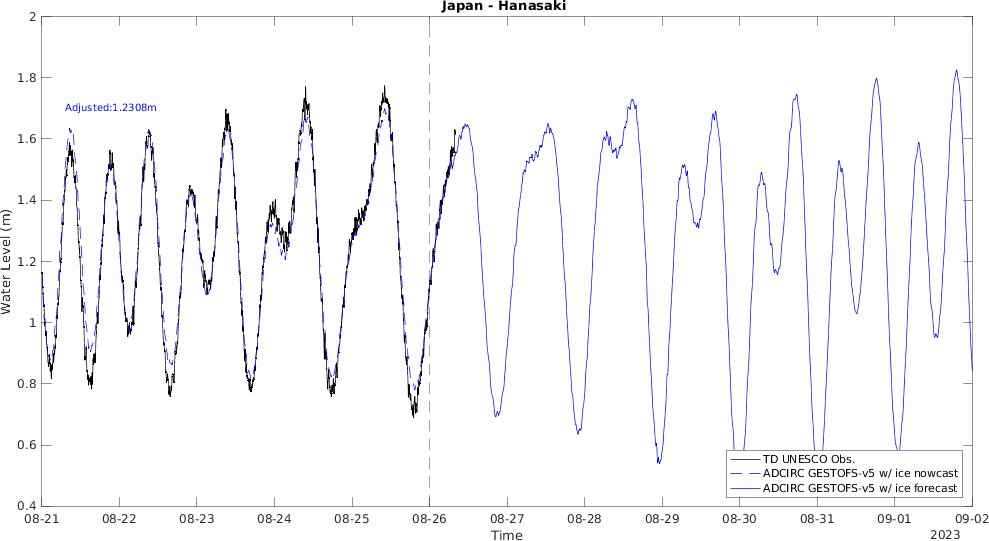 Japan - Hanasaki
2
1.8
Adjusted:1.2308m
1.6
1.4
1.2
1
0.8
0.6
0.4
Water Level (m)
TD UNESCO Obs.
ADCIRC GESTOFS-v5 w/ ice nowcast
ADCIRC GESTOFS-v5 w/ ice forecast
08-21 08-22 08-23 08-24 08-25 08-26 08-27 08-28 08-29 08-30 08-31 09-01 09-02
Time
2023